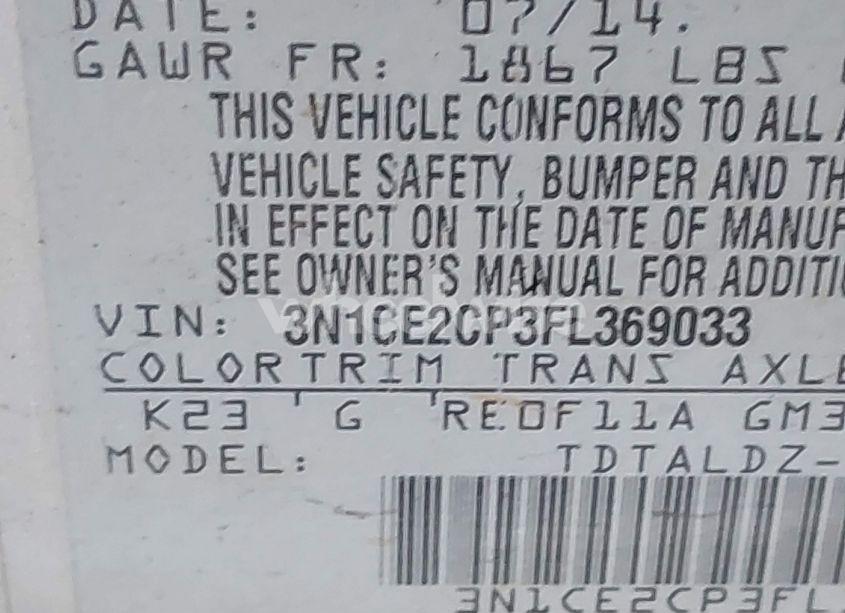 DATE: 07/14.
GAWR FR: 1867 LBS
THIS VEHICLE CONFORMS TO ALL A
VEHICLE SAFETY, BUMPER AND TH
IN EFFECT ON THE DATE OF MANUF
SEE OWNER'S MANUAL FOR ADDITI
VIN: 3N1CE2CP3FL369033
COLORTRIM TRANS AXLE
K23 G RE0F11A GM3
MODEL: TDTALDZ-
3N1CE2CP3FL